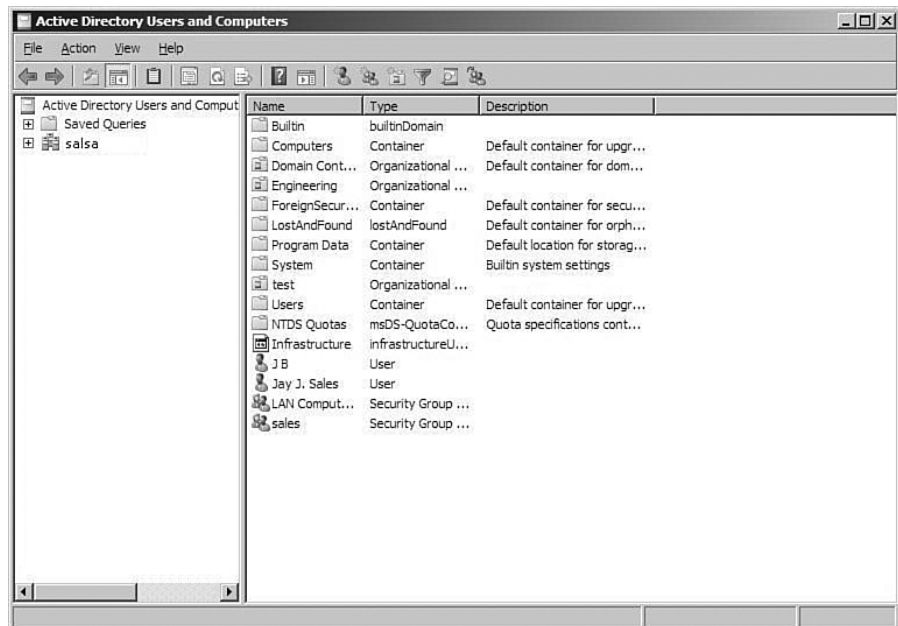 Active Directory Users and Computers
File Action View Help
Active Directory Users and Comput
Saved Queries
salsa
Name Type Description
Builtin builtinDomain
Computers Container Default container for upgr...
Domain Cont... Organizational ... Default container for dom...
Engineering Organizational ...
ForeignSecur... Container Default container for secu...
LostAndFound lostAndFound Default container for orph...
Program Data Container Default location for storag...
System Container Builtin system settings
test Organizational ...
Users Container Default container for upgr...
NTDS Quotas msDS-QuotaCo... Quota specifications cont...
Infrastructure infrastructureU...
J B User
Jay J. Sales User
LAN Comput... Security Group ...
sales Security Group ...